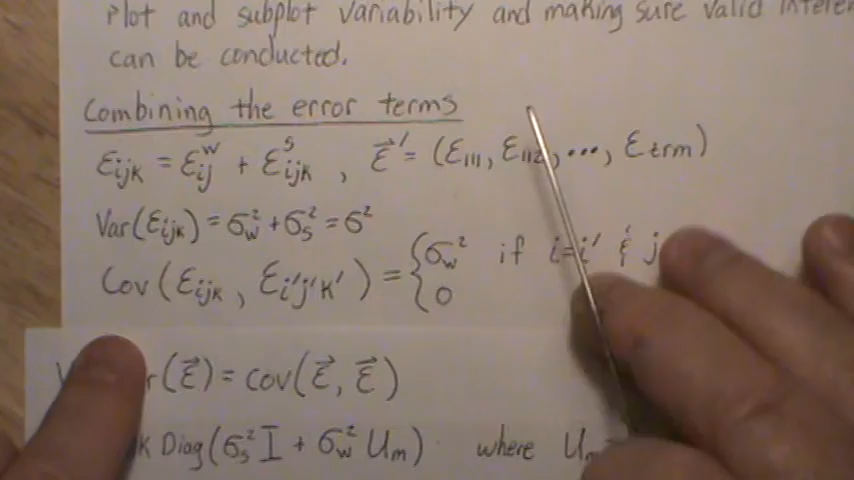 Plot and subplot variability and making sure valid
can be conducted.
Combining the error terms
εijk = εij^w + εijk^s , ε⃗' = (ε111, ε112, ..., εtrm)
Var(εijk) = σw² + σs² = σ²
Cov(εijk, εi'j'k') = { σw² if i=i' & j
0
(ε⃗) = cov(ε⃗, ε⃗)
k Diag(σs² I + σw² Um) where Um